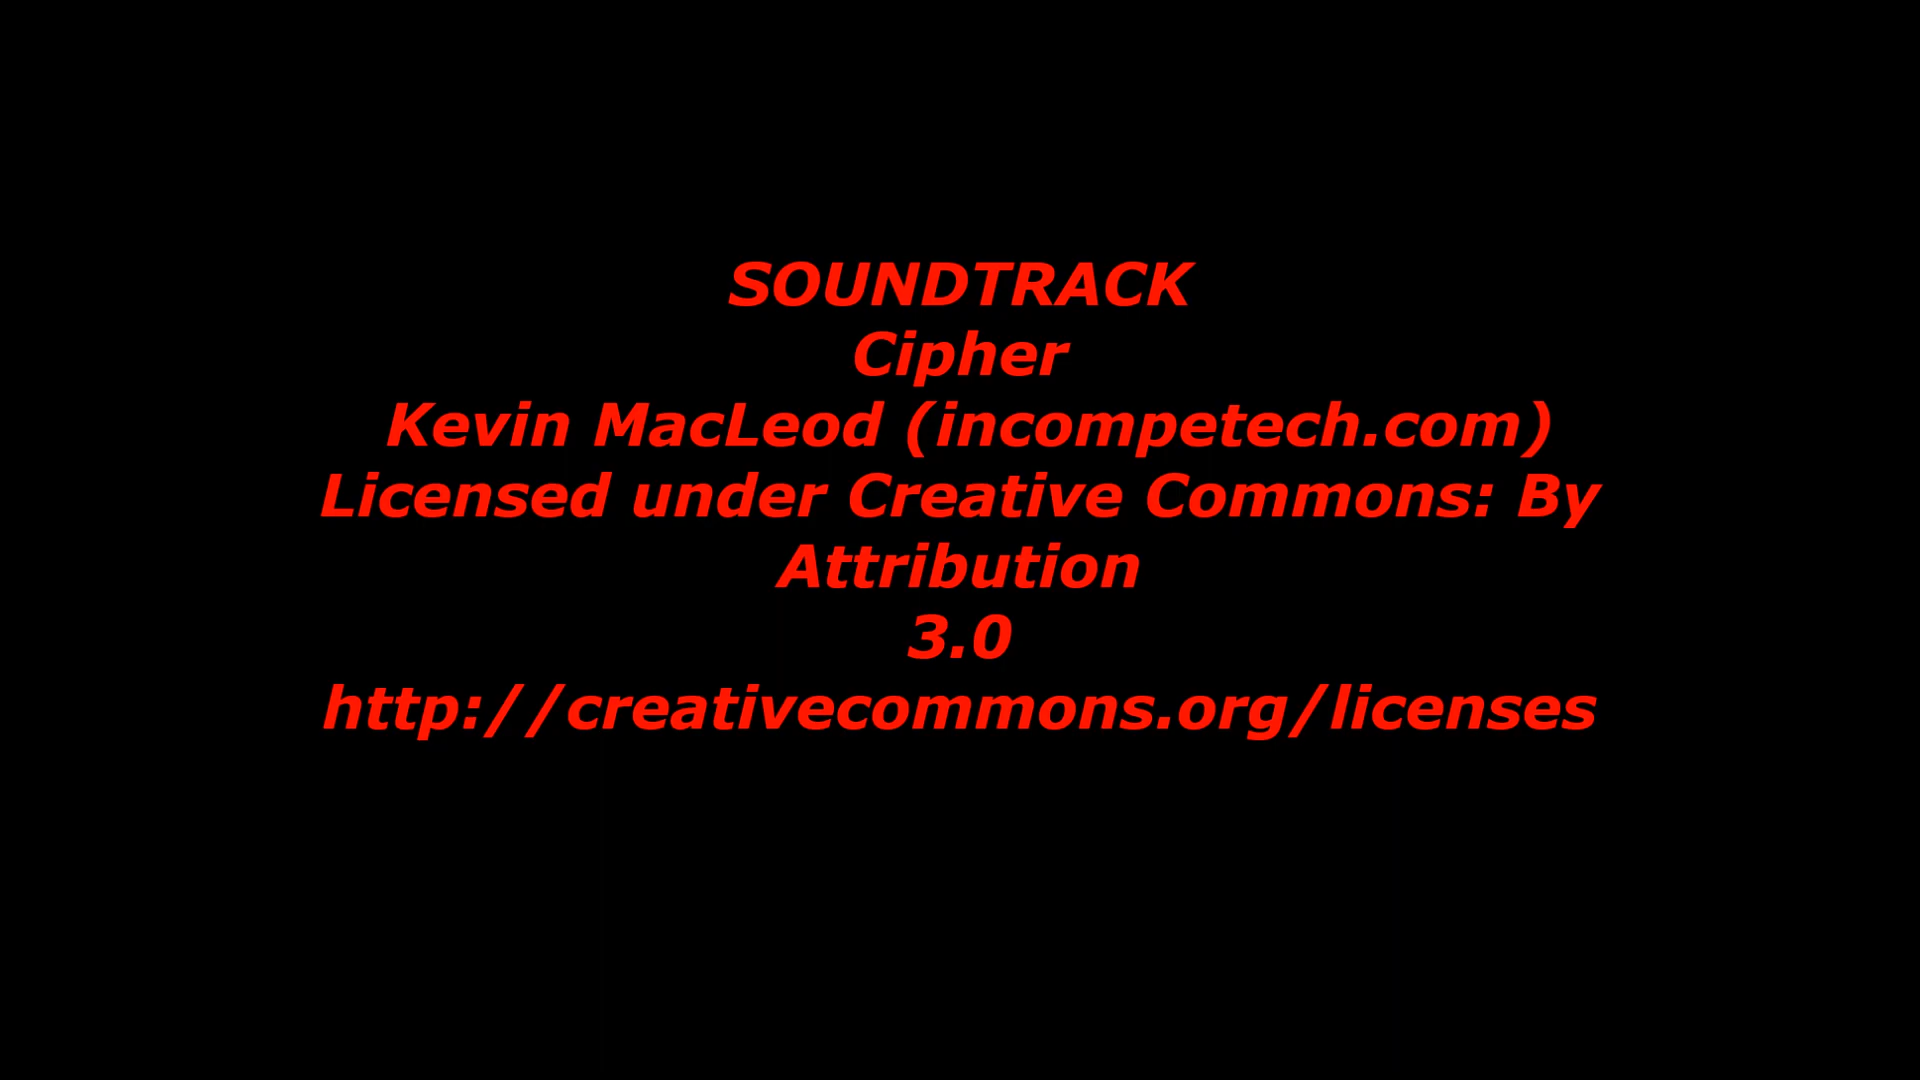 SOUNDTRACK
Cipher
Kevin MacLeod (incompetech.com)
Licensed under Creative Commons: By
Attribution
3.0
http://creativecommons.org/licenses